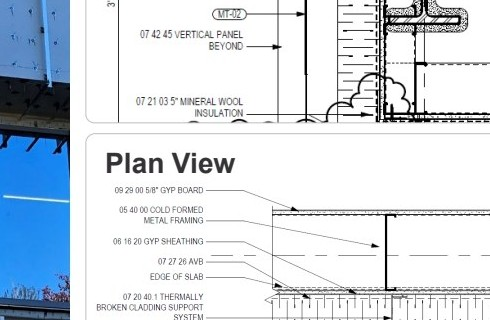 3"
MT-02
07 42 45 VERTICAL PANEL
BEYOND
07 21 03 5" MINERAL WOOL
INSULATION
Plan View
09 29 00 5/8" GYP BOARD
05 40 00 COLD FORMED
METAL FRAMING
06 16 20 GYP SHEATHING
07 27 26 AVB
EDGE OF SLAB
07 20 40.1 THERMALLY
BROKEN CLADDING SUPPORT
SYSTEM